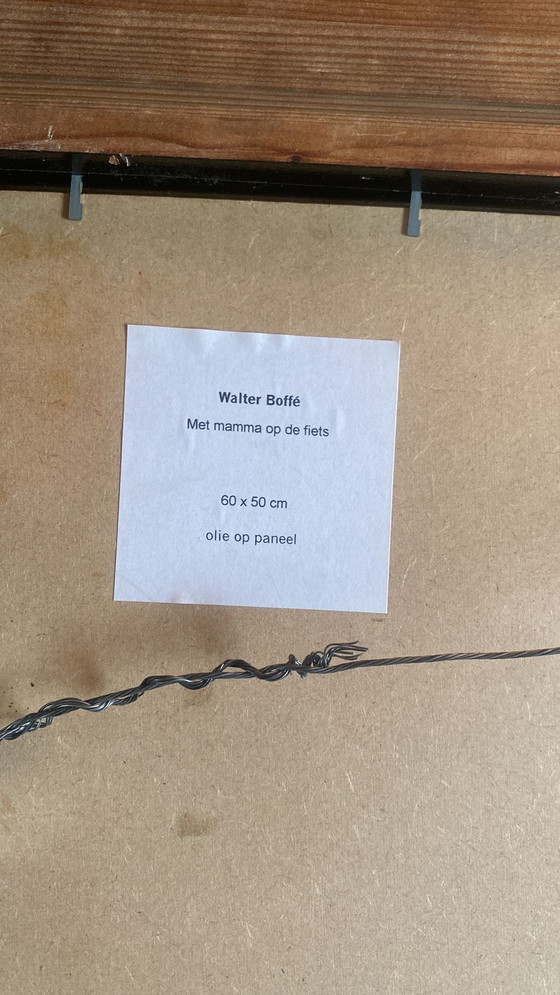 Walter Boffé
Met mamma op de fiets
60 x 50 cm
olie op paneel